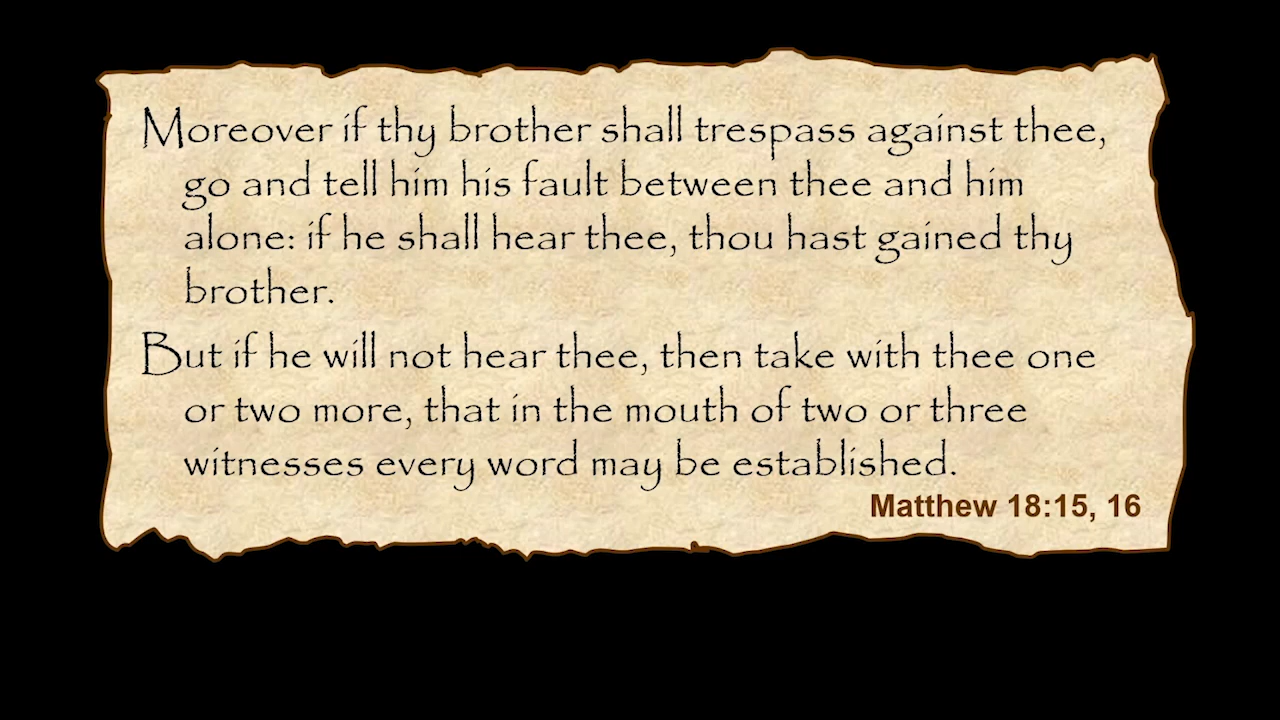 Moreover if thy brother shall trespass against thee,
go and tell him his fault between thee and him
alone: if he shall hear thee, thou hast gained thy
brother.
But if he will not hear thee, then take with thee one
or two more, that in the mouth of two or three
witnesses every word may be established.
Matthew 18:15, 16